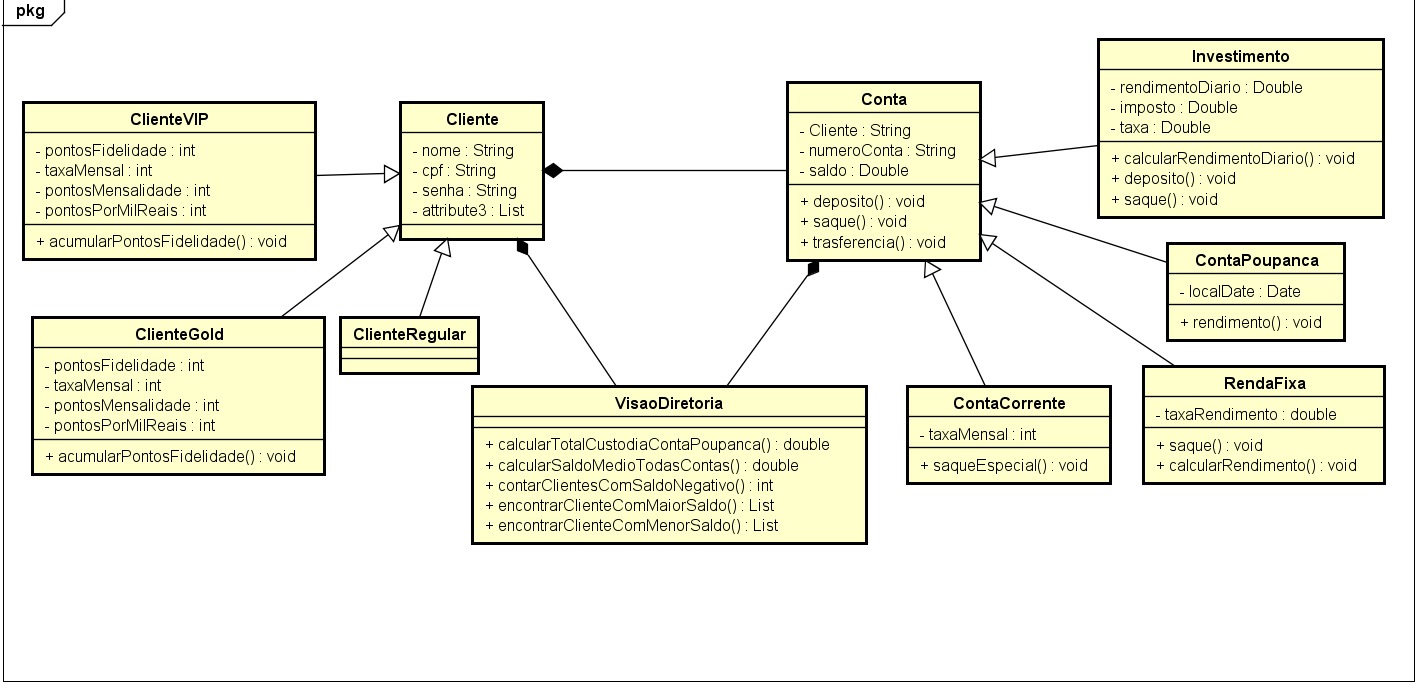 pkg
ClienteVIP
- pontosFidelidade : int
- taxaMensal : int
- pontosMensalidade : int
- pontosPorMilReais : int
+ acumularPontosFidelidade() : void
Cliente
- nome : String
- cpf : String
- senha : String
- attribute3 : List
Conta
- Cliente : String
- numeroConta : String
- saldo : Double
+ deposito() : void
+ saque() : void
+ trasferencia() : void
Investimento
- rendimentoDiario : Double
- imposto : Double
- taxa : Double
+ calcularRendimentoDiario() : void
+ deposito() : void
+ saque() : void
ContaPoupanca
- localDate : Date
+ rendimento() : void
ClienteGold
- pontosFidelidade : int
- taxaMensal : int
- pontosMensalidade : int
- pontosPorMilReais : int
+ acumularPontosFidelidade() : void
ClienteRegular
VisaoDiretoria
+ calcularTotalCustodiaContaPoupanca() : double
+ calcularSaldoMedioTodasContas() : double
+ contarClientesComSaldoNegativo() : int
+ encontrarClienteComMaiorSaldo() : List
+ encontrarClienteComMenorSaldo() : List
ContaCorrente
- taxaMensal : int
+ saqueEspecial() : void
RendaFixa
- taxaRendimento : double
+ saque() : void
+ calcularRendimento() : void